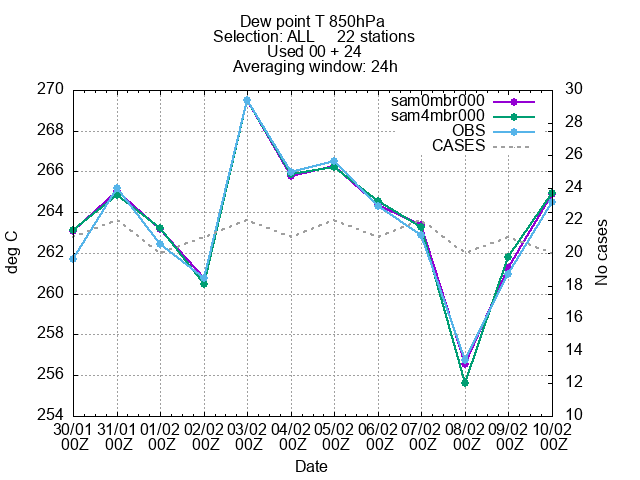 Dew point T 850hPa
Selection: ALL 22 stations
Used 00 + 24
Averaging window: 24h
270 30
sam0mbr000
sam4mbr000
OBS
CASES
268 28
266 26
264 24
262 22
260 20
258 18
256 16
254 14
12
10
deg C
No cases
30/01 31/01 01/02 02/02 03/02 04/02 05/02 06/02 07/02 08/02 09/02 10/02
00Z 00Z 00Z 00Z 00Z 00Z 00Z 00Z 00Z 00Z 00Z 00Z
Date